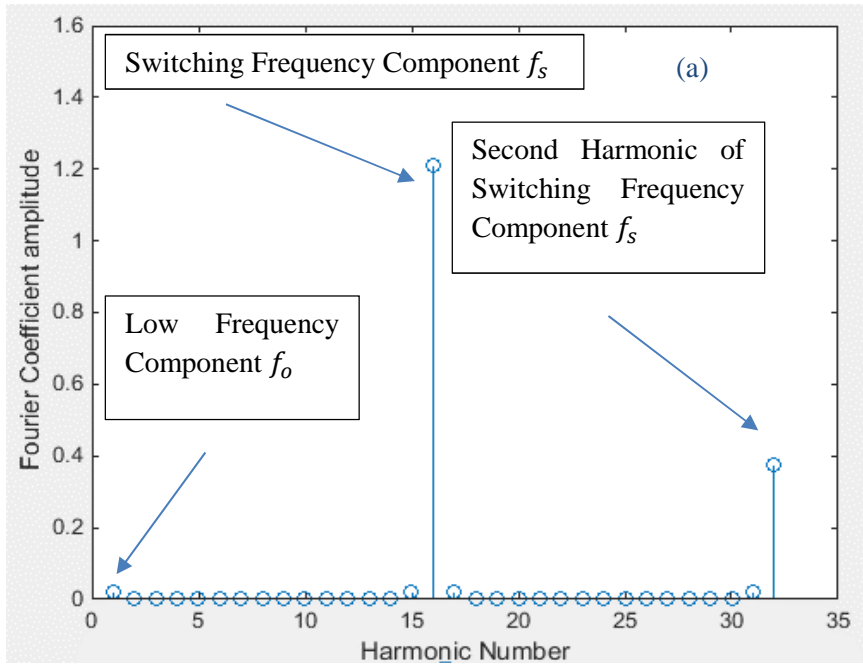 1.6
Switching Frequency Component fₛ
(a)
1.4
Second Harmonic of
Switching Frequency
Component fₛ
1.2
1
Low Frequency
Component fₒ
0.8
0.6
0.4
0.2
0
Fourier Coefficient amplitude
0 5 10 15 20 25 30 35
Harmonic Number